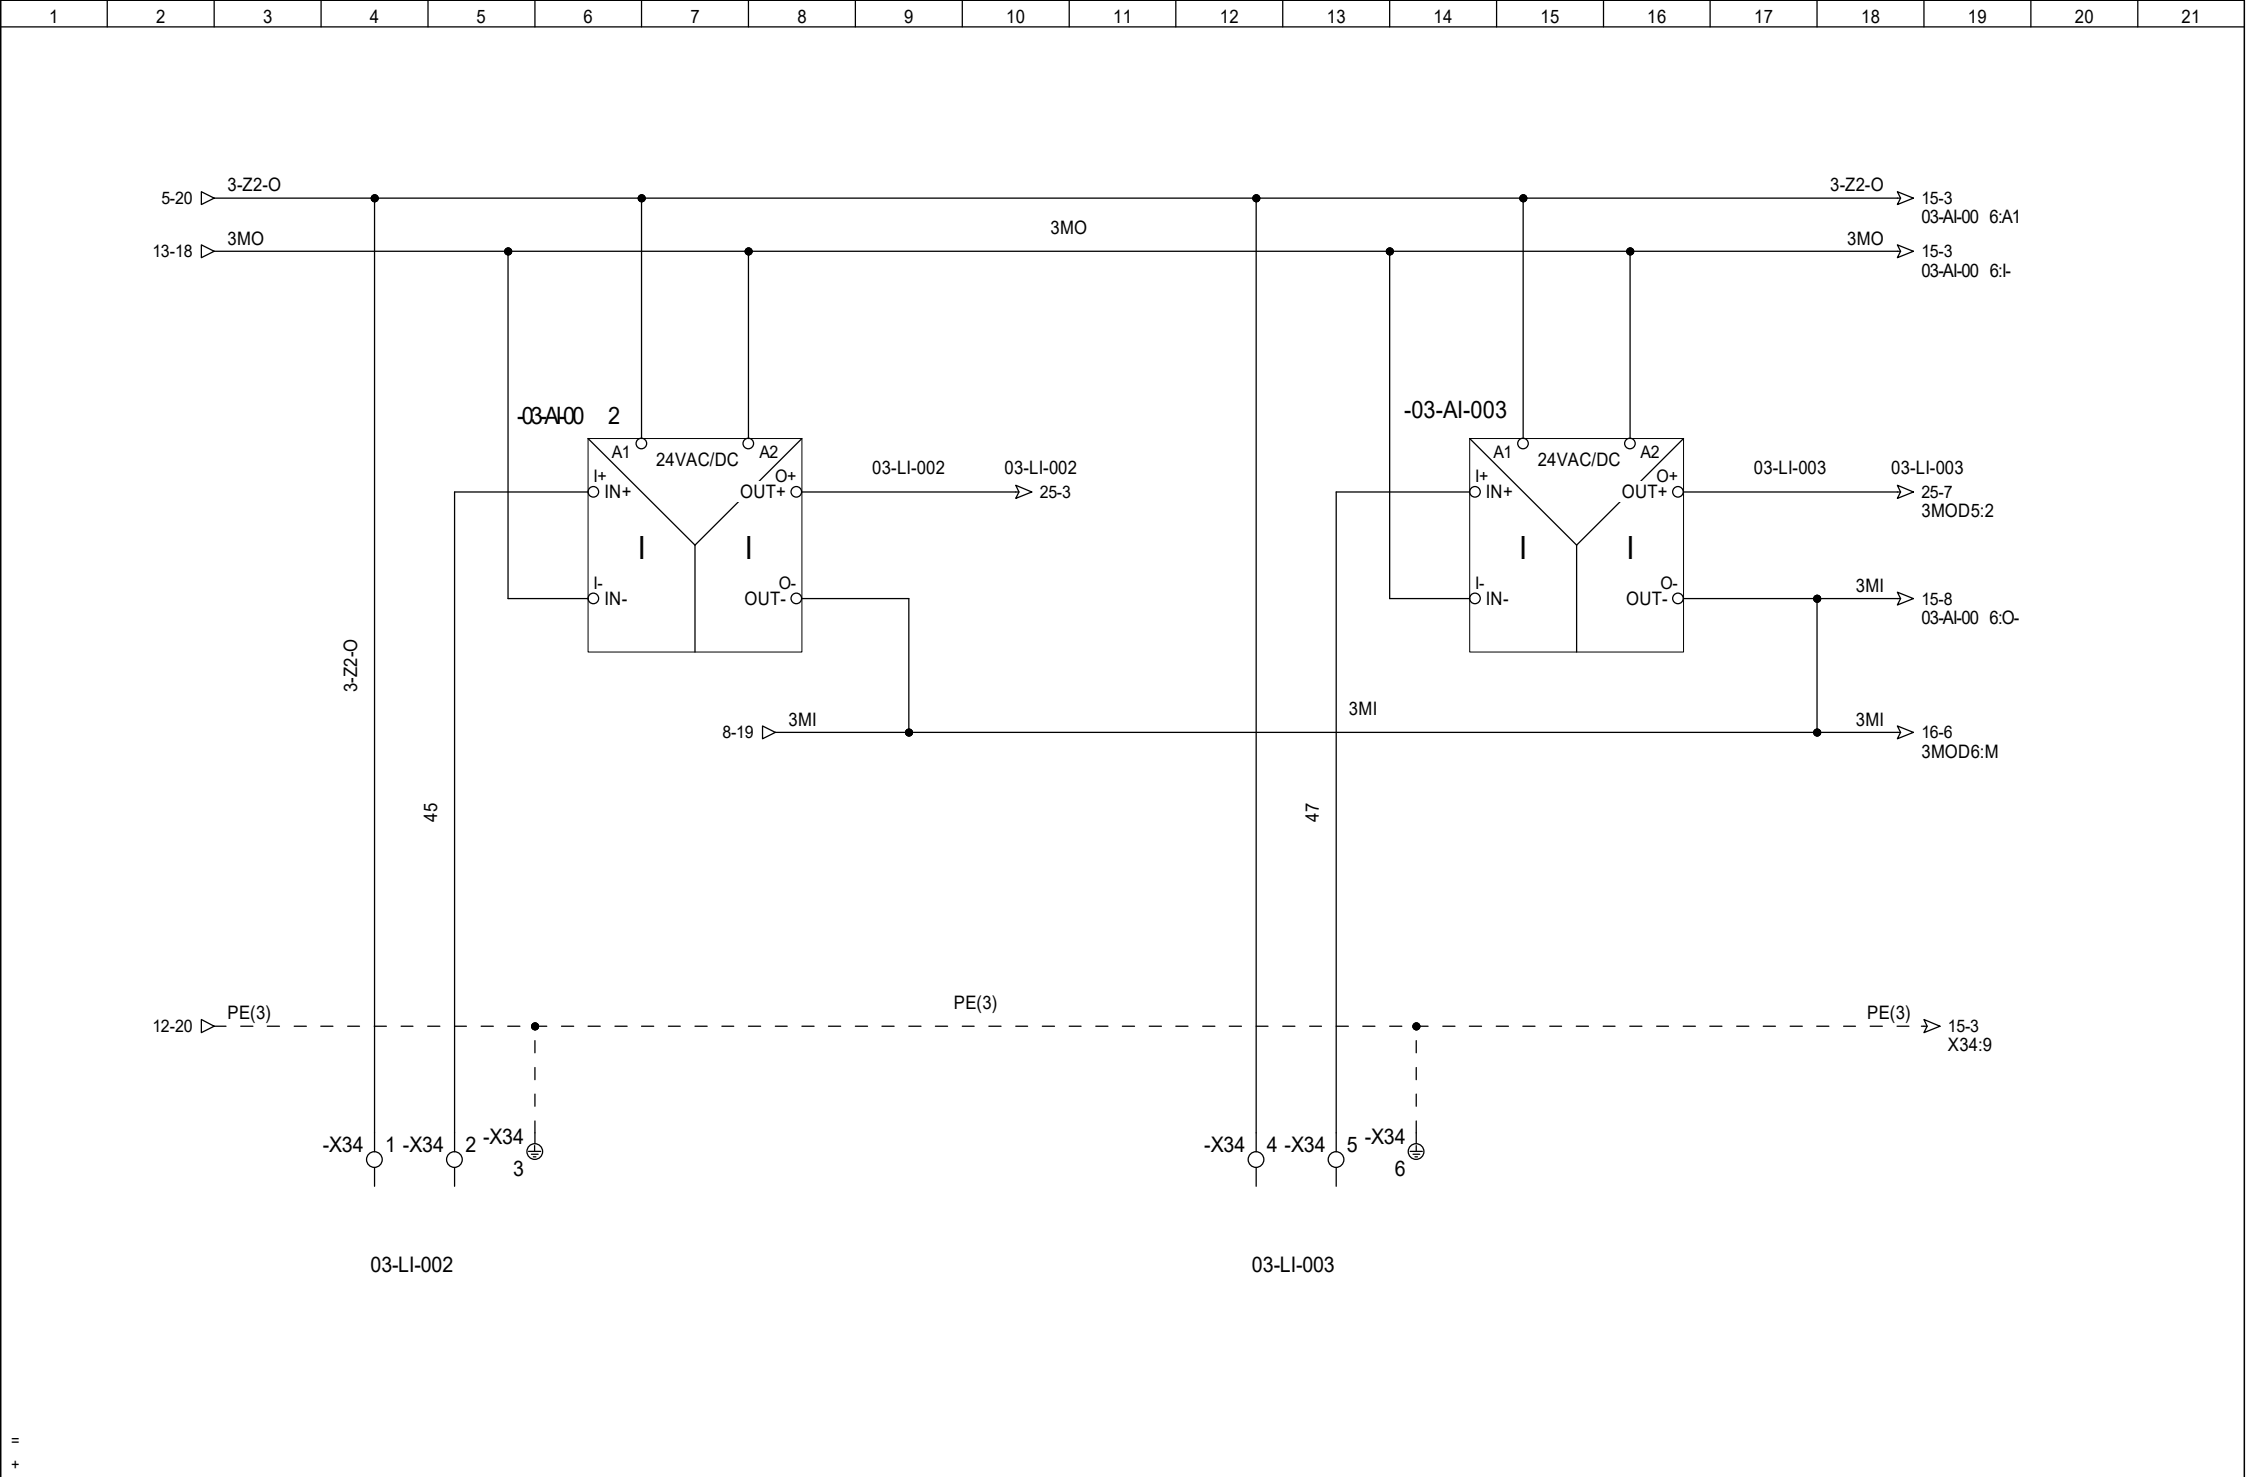 1 2 3 4 5 6 7 8 9 10 11 12 13 14 15 16 17 18 19 20 21
3-Z2-O 3-Z2-O
5-20 15-3
03-AI-00 6:A1
3MO 3MO 3MO
13-18 15-3
03-AI-00 6:I-
-03-AI-00 2 -03-AI-003
A1 24VAC/DC A2 A1 24VAC/DC A2
03-LI-002 03-LI-002 03-LI-003 03-LI-003
I+ O+ I+ O+
IN+ OUT+ 25-3 IN+ OUT+ 25-7
3MOD5:2
I I I I
I- O- I- O- 3MI
IN- OUT- IN- OUT- 15-8
03-AI-00 6:O-
3-Z2-O
3MI 3MI 3MI
8-19 16-6
3MOD6:M
45 47
PE(3) PE(3) PE(3)
12-20 15-3
X34:9
-X34 1 -X34 2 -X34 3 -X34 4 -X34 5 -X34 6
03-LI-002 03-LI-003
=
+